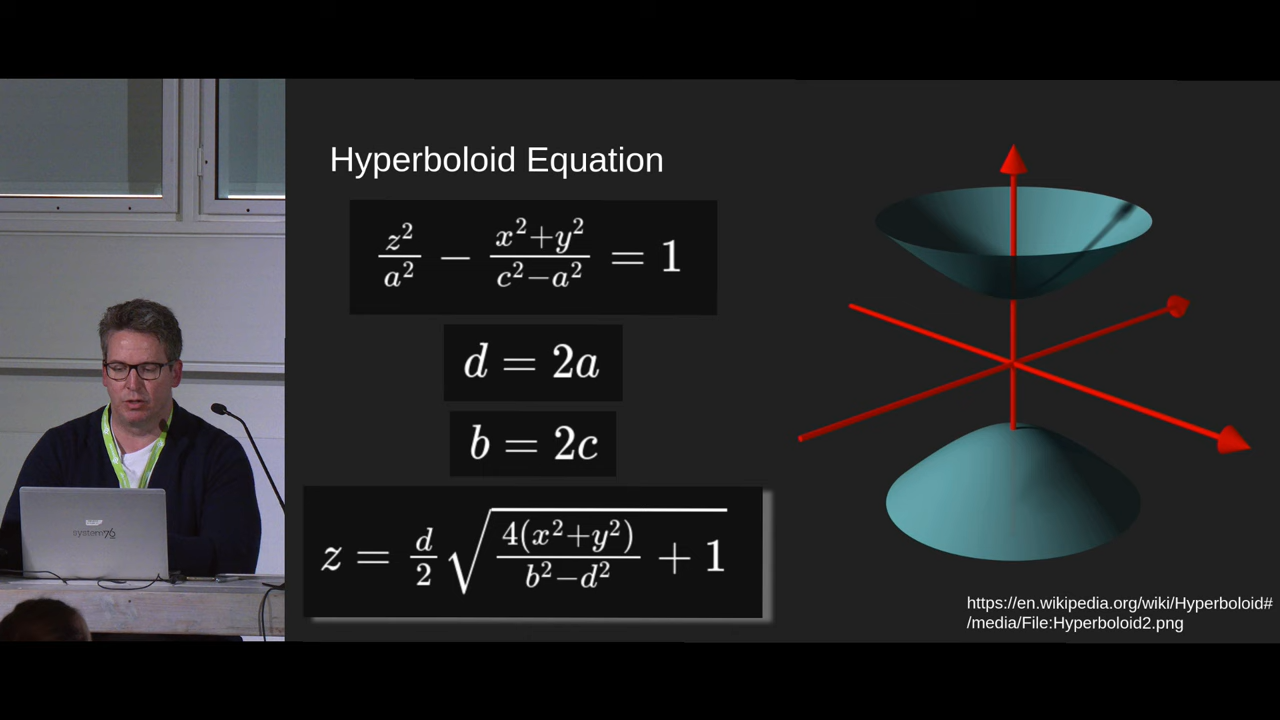 Hyperboloid Equation
z²/a² − (x²+y²)/(c²−a²) = 1
d = 2a
b = 2c
z = d/2 √(4(x²+y²)/(b²−d²) + 1)
https://en.wikipedia.org/wiki/Hyperboloid#
/media/File:Hyperboloid2.png
system76